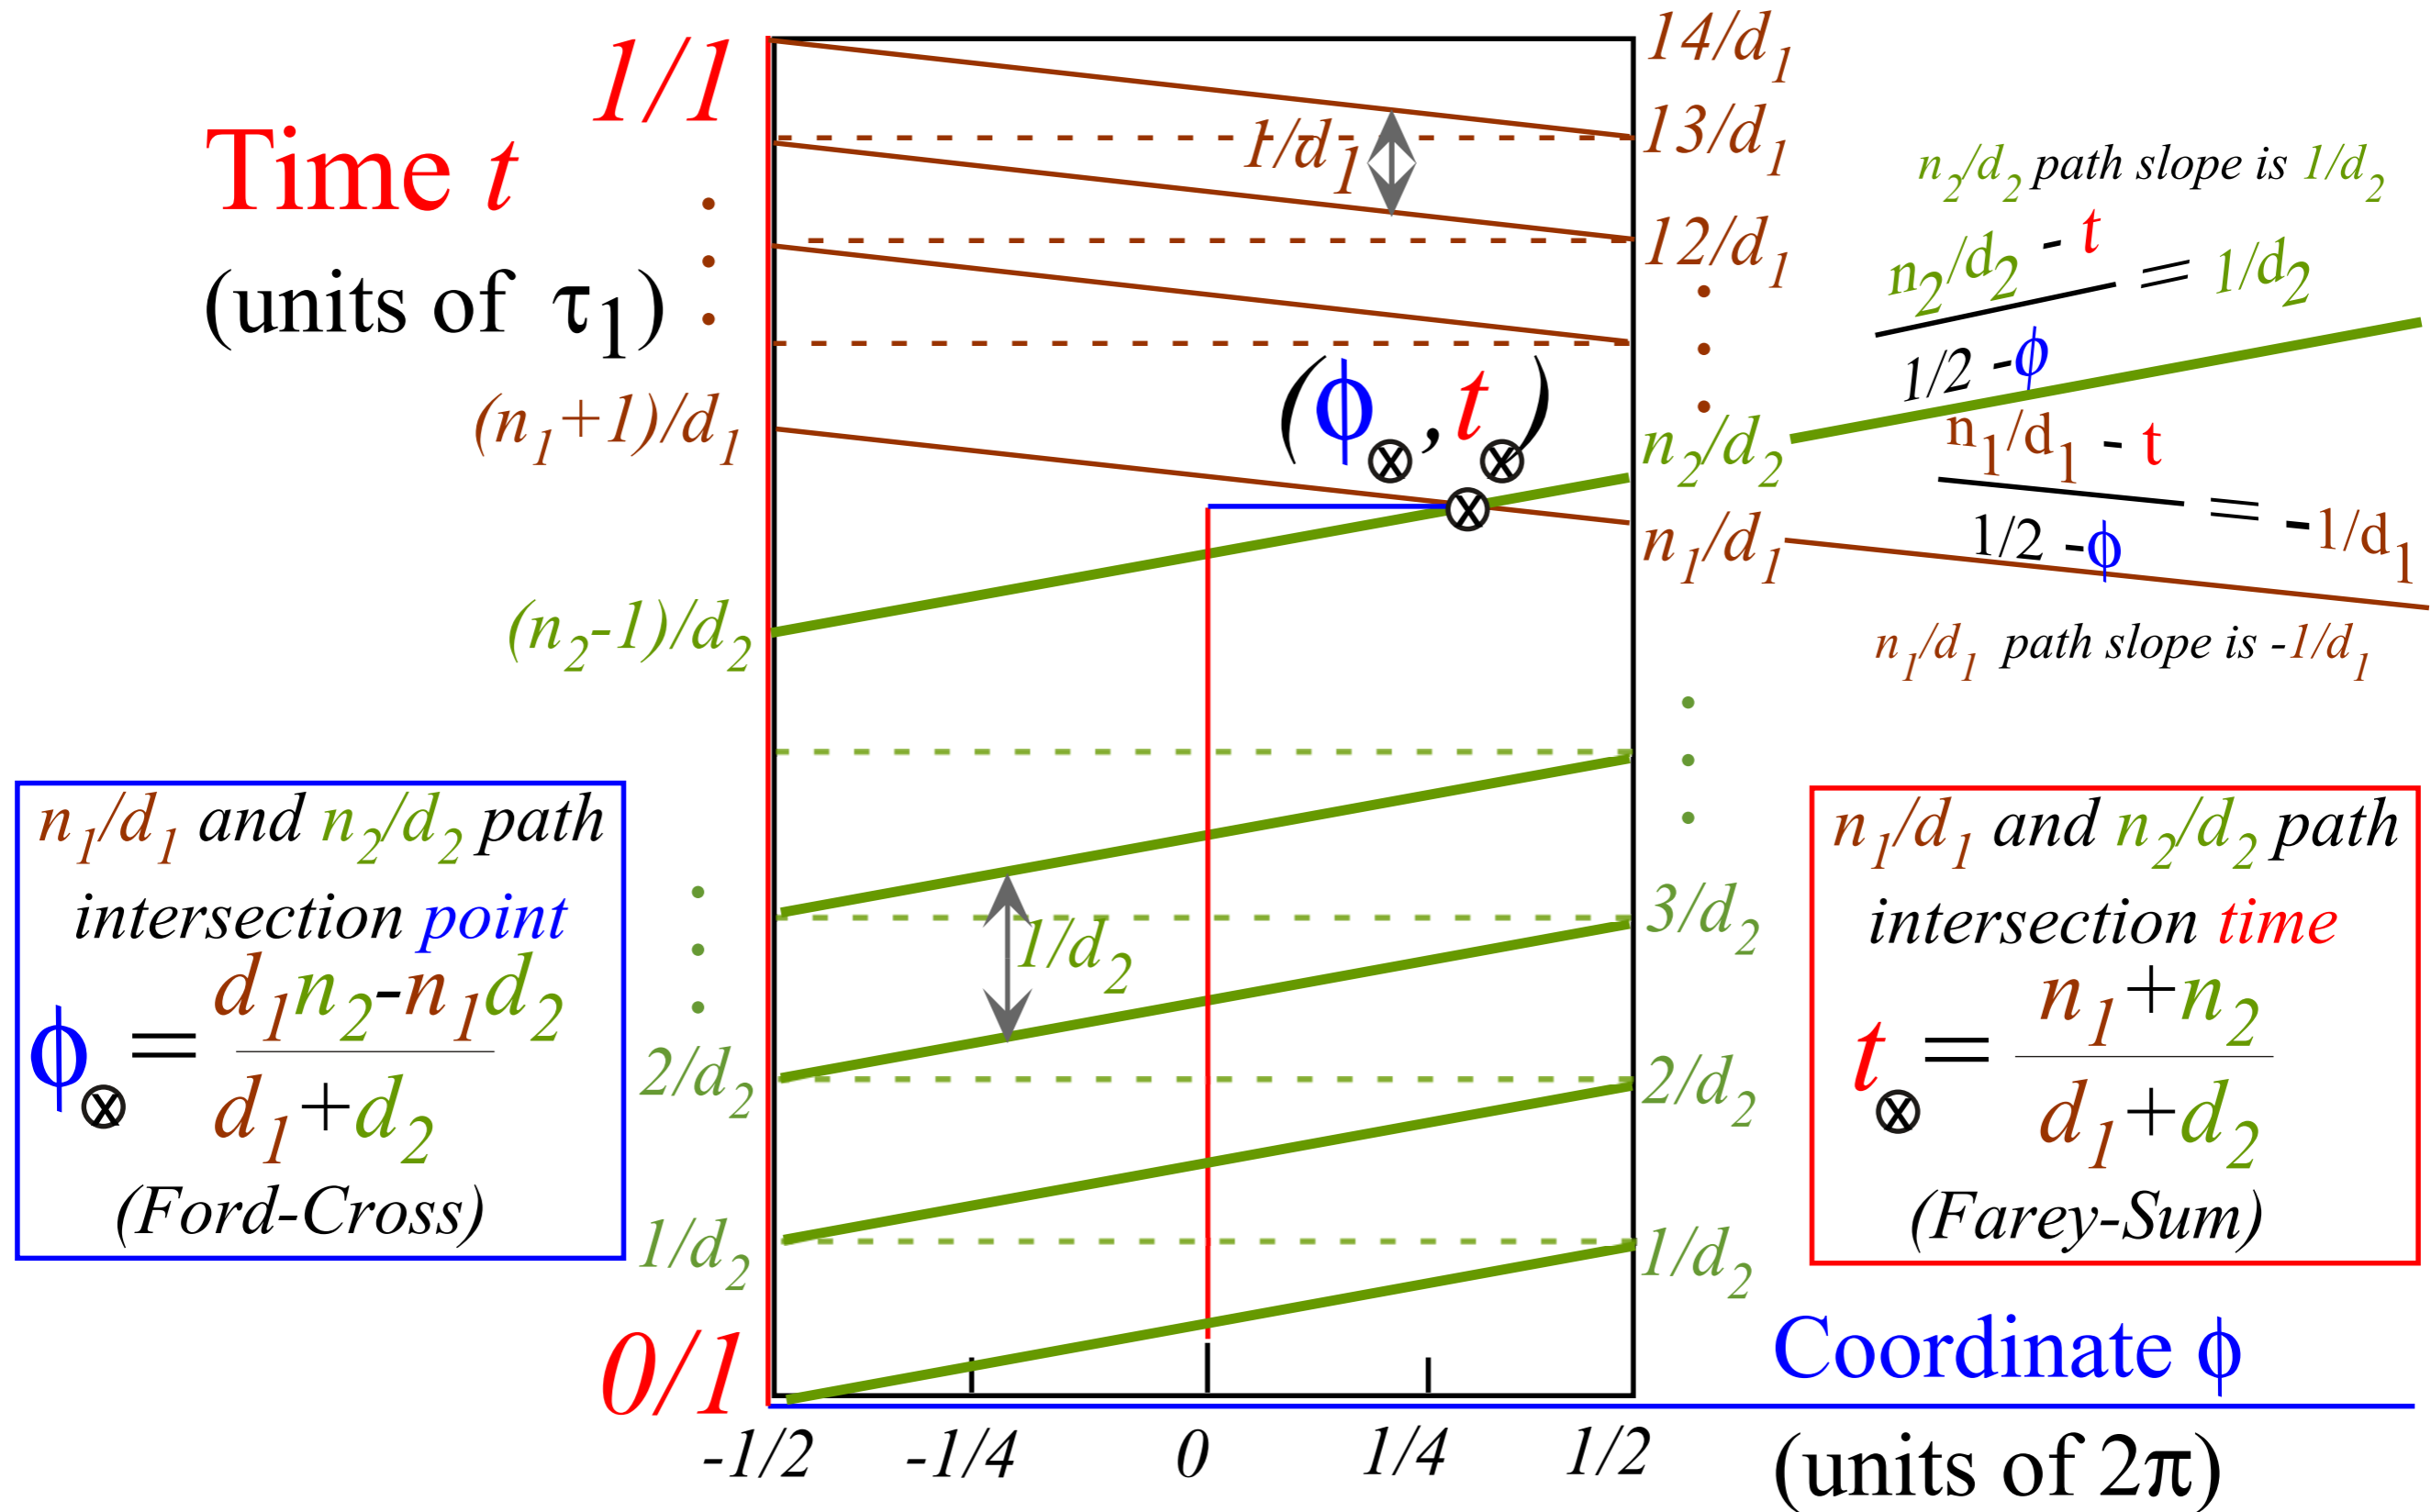 Time t
(units of τ1)
1/1
(n1+1)/d1
(n2-1)/d2
2/d2
1/d2
0/1
1/d1
(ϕ⊗, t⊗)
1/d2
14/d1
13/d1
12/d1
n2/d2
n1/d1
3/d2
2/d2
1/d2
n2/d2 path slope is 1/d2
n2/d2 - t
= 1/d2
1/2 -ϕ
n1/d1 - t
= -1/d1
1/2 -ϕ
n1/d1 path slope is -1/d1
n1/d1 and n2/d2 path
intersection point
ϕ⊗ = d1n2-n1d2
d1+d2
(Ford-Cross)
n1/d1 and n2/d2 path
intersection time
t⊗ = n1+n2
d1+d2
(Farey-Sum)
Coordinate ϕ
(units of 2π)
-1/2 -1/4 0 1/4 1/2